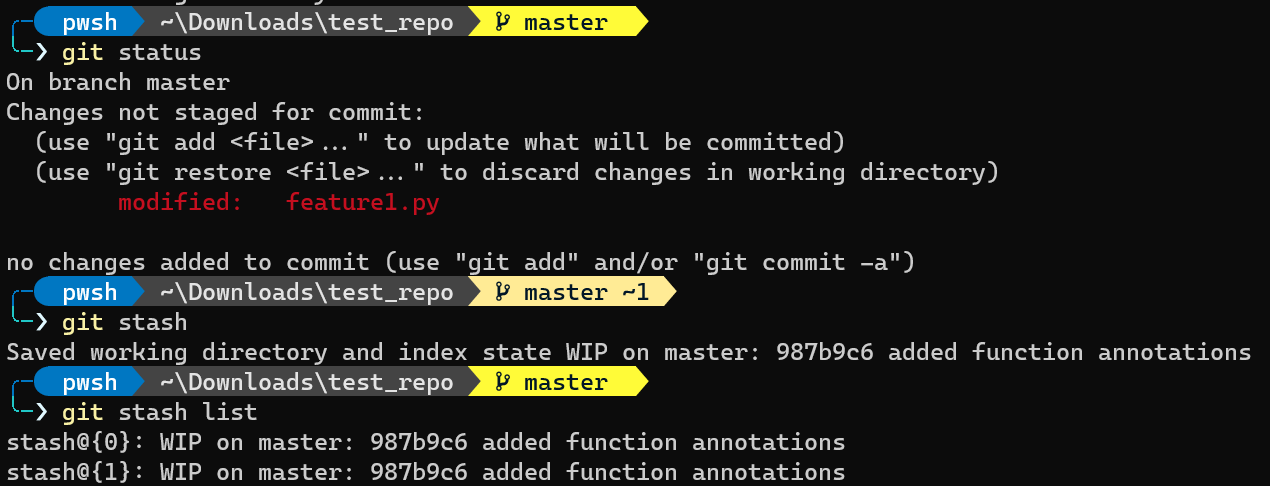 pwsh ~\Downloads\test_repo master
❯ git status
On branch master
Changes not staged for commit:
(use "git add <file>..." to update what will be committed)
(use "git restore <file>..." to discard changes in working directory)
modified: feature1.py
no changes added to commit (use "git add" and/or "git commit -a")
pwsh ~\Downloads\test_repo master ~1
❯ git stash
Saved working directory and index state WIP on master: 987b9c6 added function annotations
pwsh ~\Downloads\test_repo master
❯ git stash list
stash@{0}: WIP on master: 987b9c6 added function annotations
stash@{1}: WIP on master: 987b9c6 added function annotations